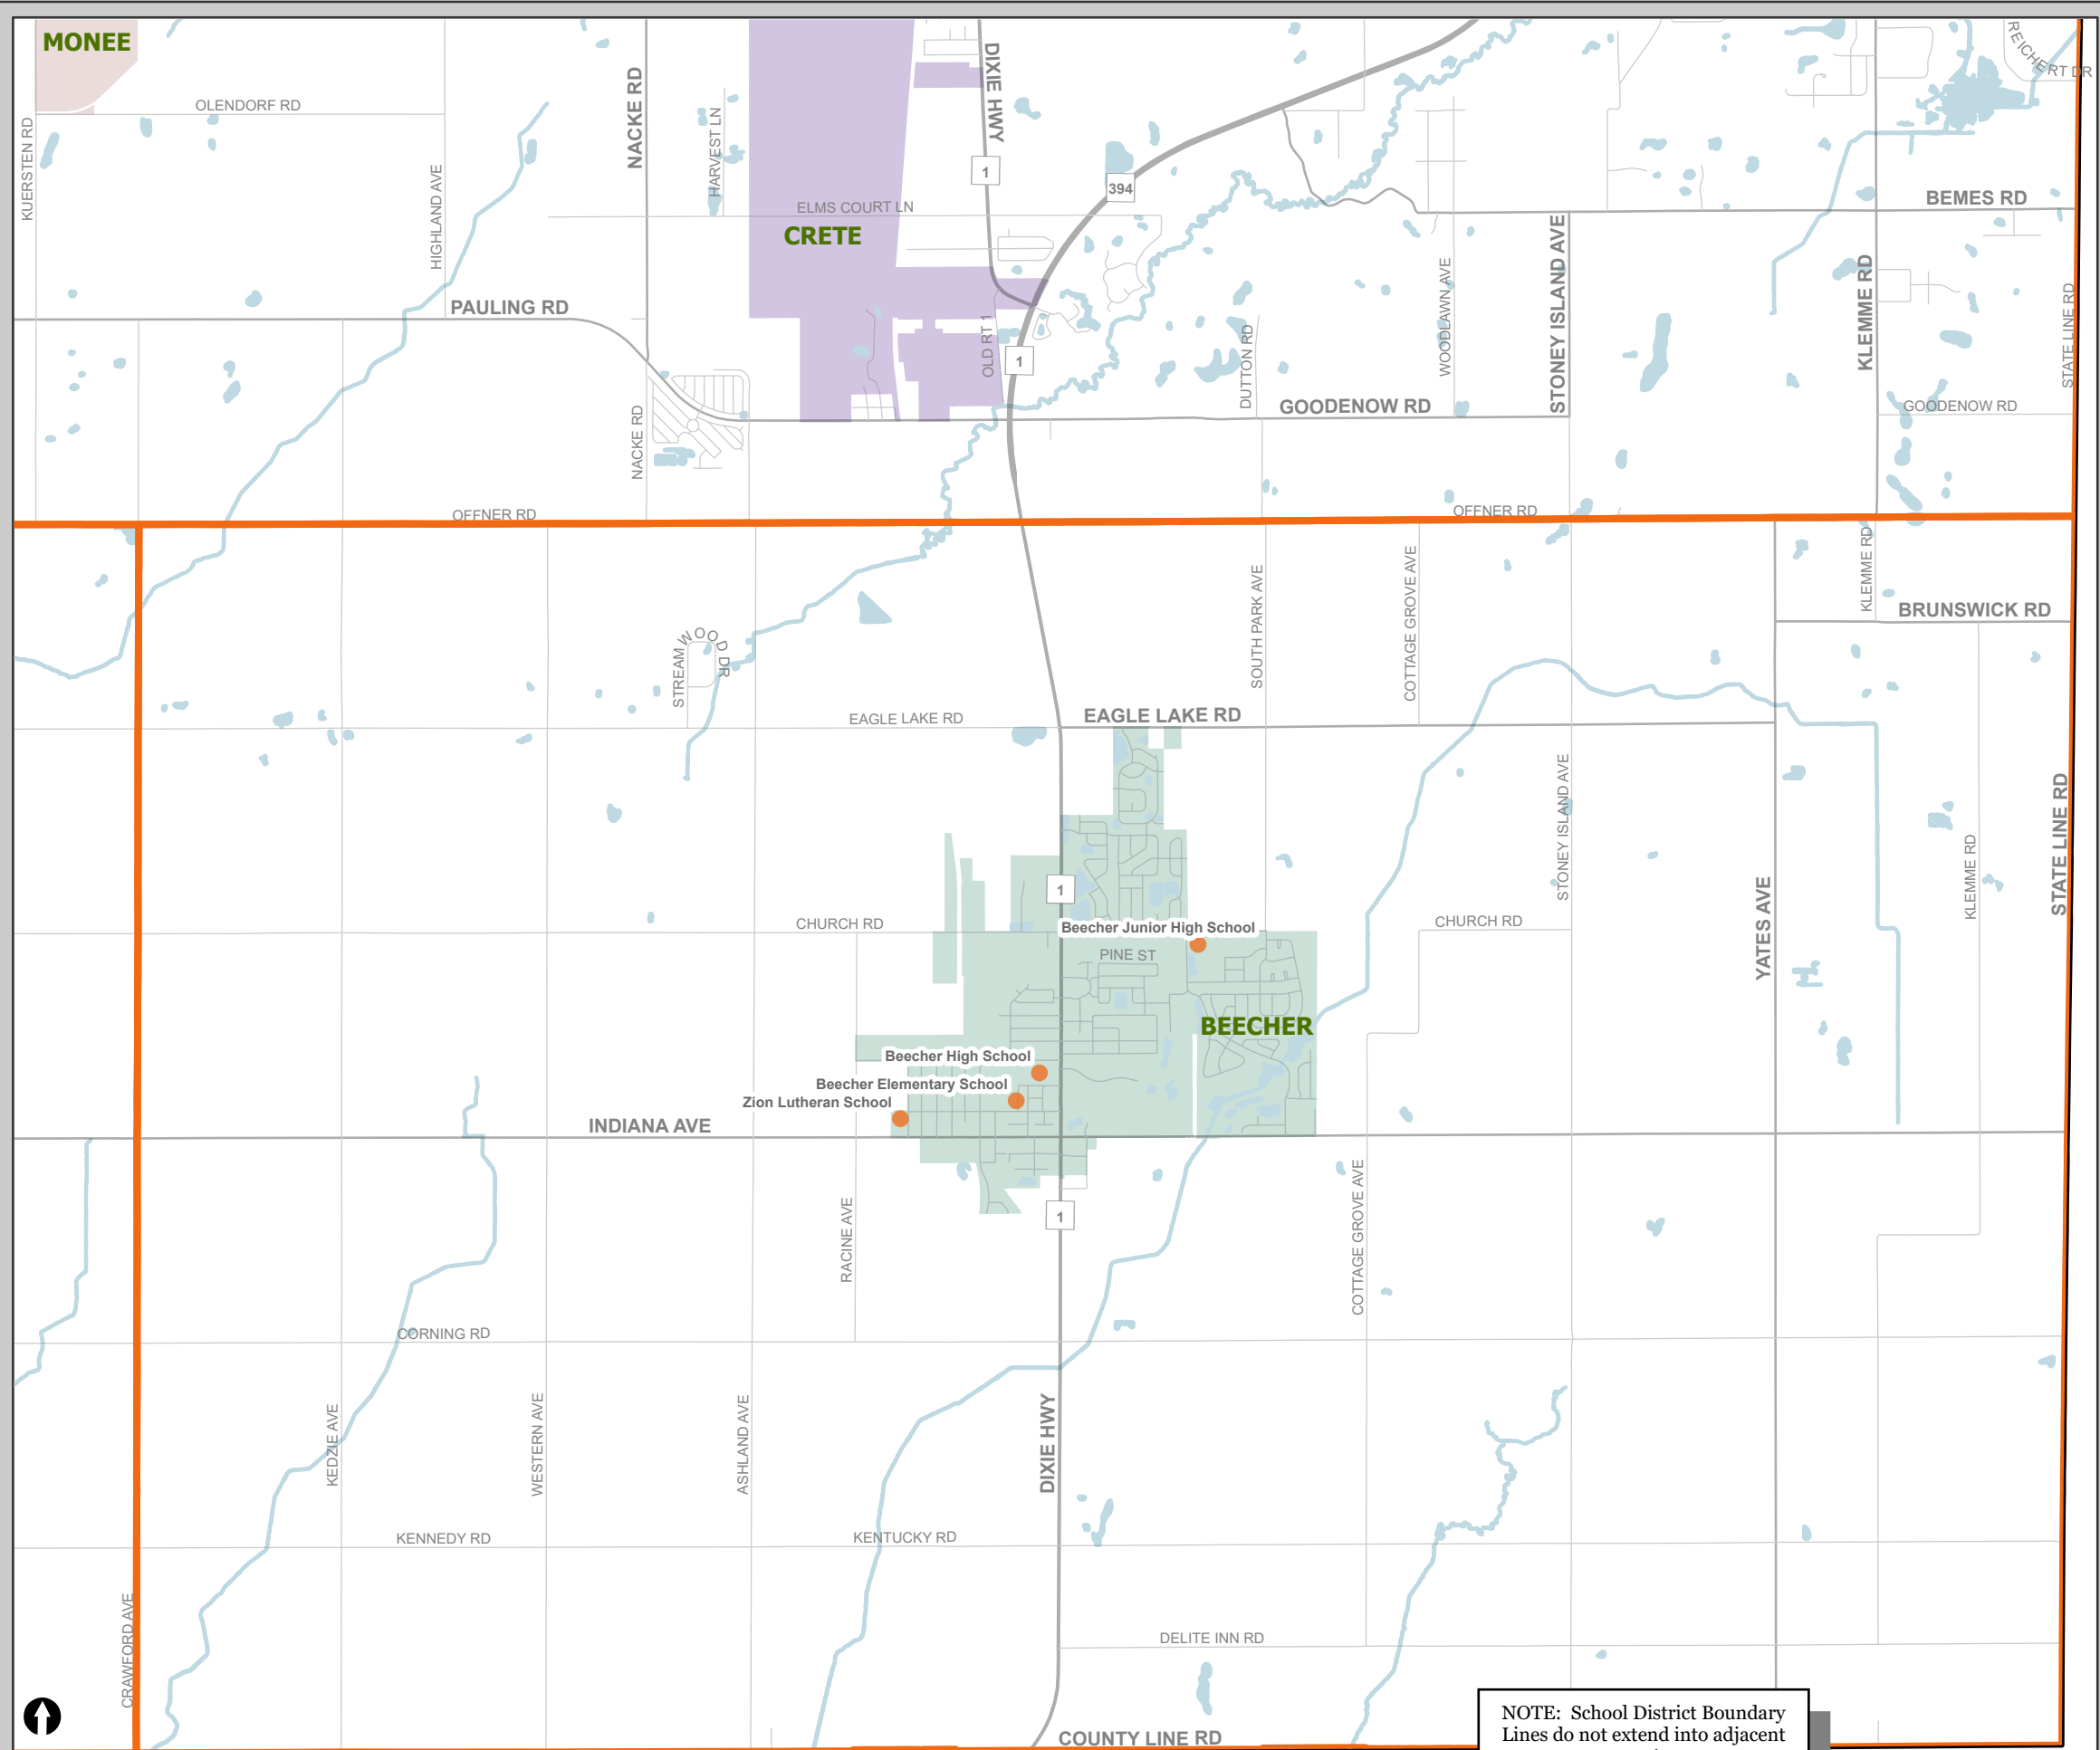 MONEE
OLENDORF RD
KUERSTEN RD
HIGHLAND AVE
NACKE RD
HARVEST LN
DIXIE HWY
1
394
REICHERT DR
ELMS COURT LN
CRETE
BEMES RD
PAULING RD
OLD RT 1
1
DUTTON RD
WOODLAWN AVE
STONEY ISLAND AVE
KLEMME RD
STATE LINE RD
NACKE RD
GOODENOW RD
GOODENOW RD
OFFNER RD
OFFNER RD
SOUTH PARK AVE
COTTAGE GROVE AVE
KLEMME RD
BRUNSWICK RD
STREAM WOOD DR
EAGLE LAKE RD
EAGLE LAKE RD
STONEY ISLAND AVE
STATE LINE RD
1
CHURCH RD
Beecher Junior High School
CHURCH RD
YATES AVE
KLEMME RD
PINE ST
BEECHER
Beecher High School
Beecher Elementary School
Zion Lutheran School
INDIANA AVE
1
RACINE AVE
COTTAGE GROVE AVE
CORNING RD
KEDZIE AVE
WESTERN AVE
ASHLAND AVE
DIXIE HWY
KENNEDY RD
KENTUCKY RD
CRAWFORD AVE
DELITE INN RD
COUNTY LINE RD
NOTE: School District Boundary
Lines do not extend into adjacent